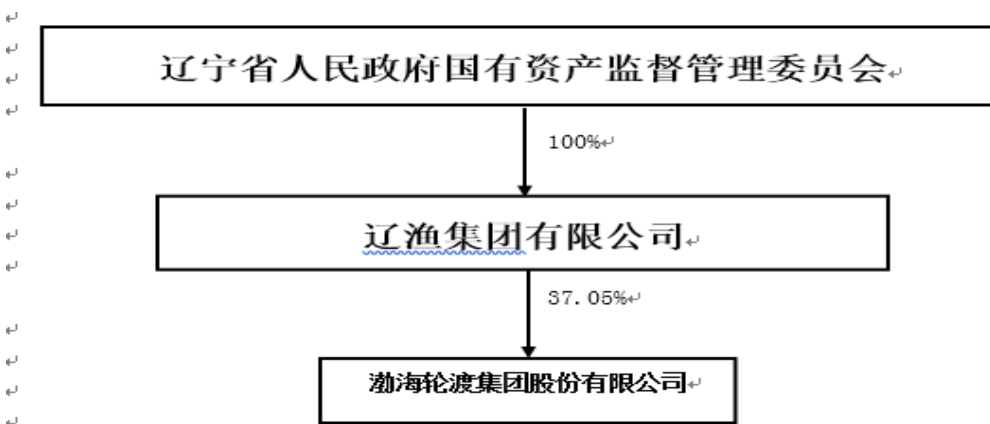 辽宁省人民政府国有资产监督管理委员会
100%
辽渔集团有限公司
37.05%
渤海轮渡集团股份有限公司